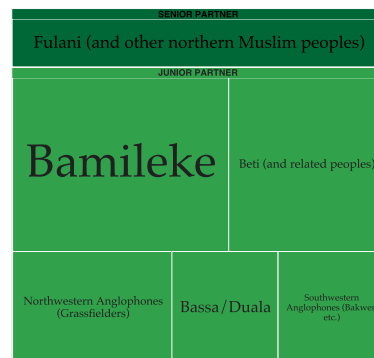 SENIOR PARTNER
Fulani (and other northern Muslim peoples)
JUNIOR PARTNER
Bamileke
Beti (and related peoples)
Northwestern Anglophones
(Grassfielders)
Bassa/Duala
Southwestern
Anglophones (Bakweri
etc.)